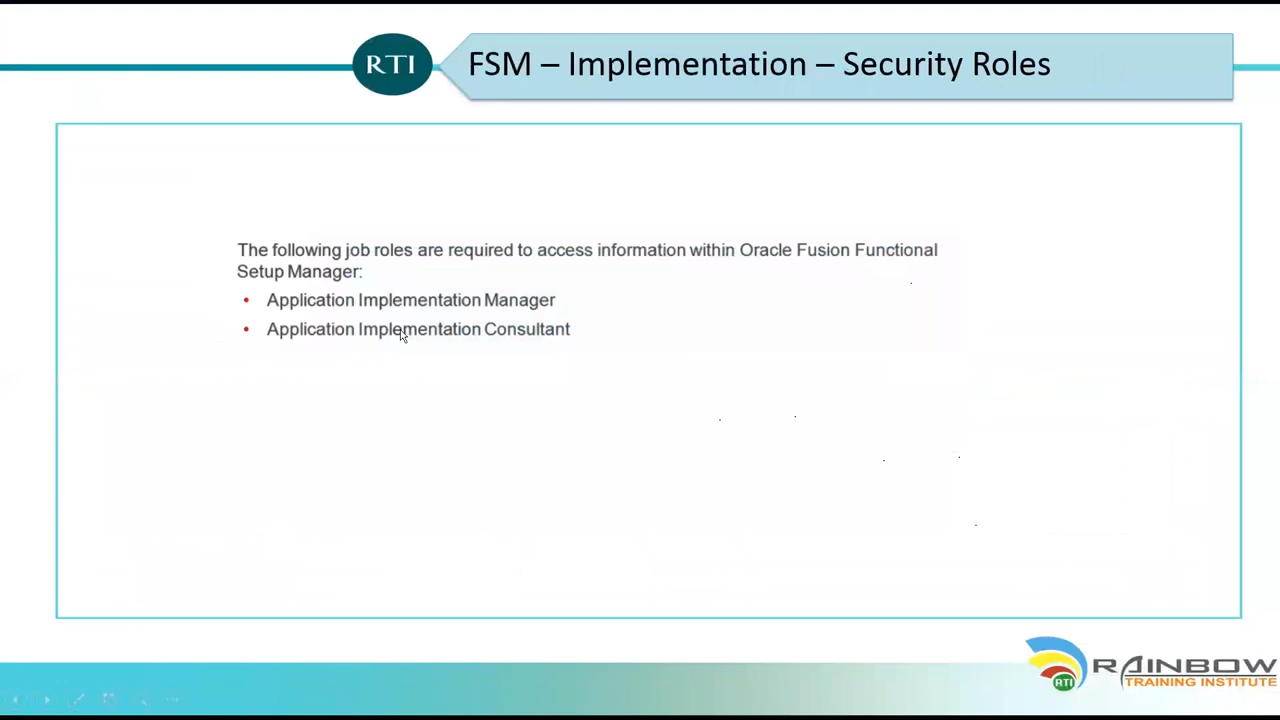 RTI
FSM – Implementation – Security Roles
The following job roles are required to access information within Oracle Fusion Functional
Setup Manager:
• Application Implementation Manager
• Application Implementation Consultant
RTI
RAINBOW
TRAINING INSTITUTE